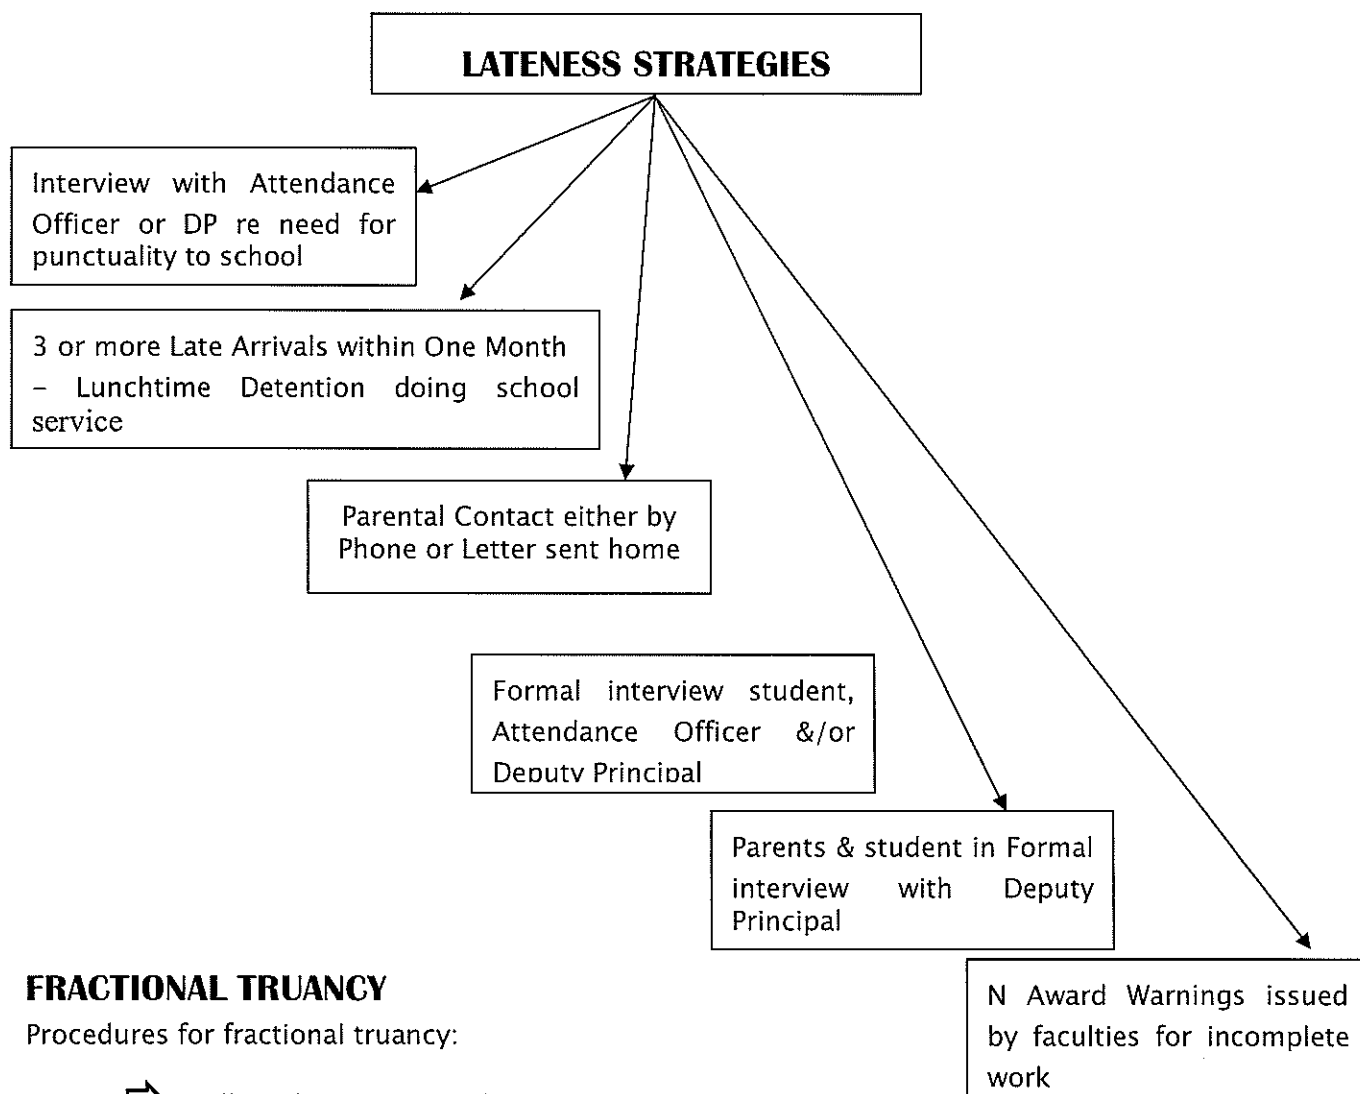 LATENESS STRATEGIES
Interview with Attendance
Officer or DP re need for
punctuality to school
3 or more Late Arrivals within One Month
– Lunchtime Detention doing school
service
Parental Contact either by
Phone or Letter sent home
Formal interview student,
Attendance Officer &/or
Deputy Principal
Parents & student in Formal
interview with Deputy
Principal
N Award Warnings issued
by faculties for incomplete
work
FRACTIONAL TRUANCY
Procedures for fractional truancy: